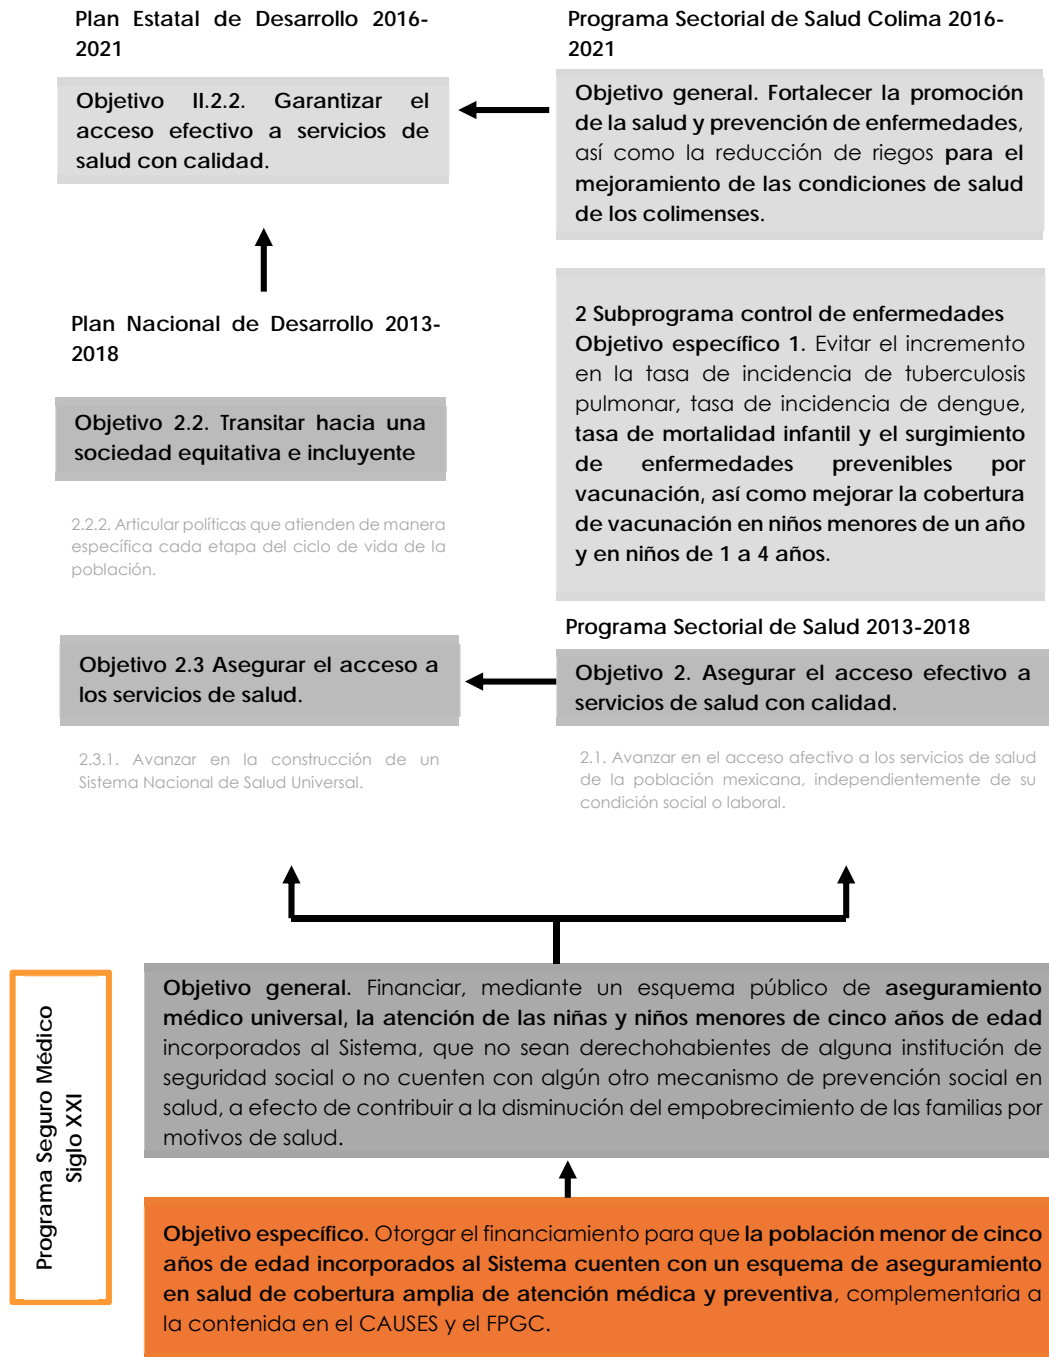 Plan Estatal de Desarrollo 2016-
2021
Objetivo II.2.2. Garantizar el
acceso efectivo a servicios de
salud con calidad.
Programa Sectorial de Salud Colima 2016-
2021
Objetivo general. Fortalecer la promoción
de la salud y prevención de enfermedades,
así como la reducción de riegos para el
mejoramiento de las condiciones de salud
de los colimenses.
2 Subprograma control de enfermedades
Objetivo específico 1. Evitar el incremento
en la tasa de incidencia de tuberculosis
pulmonar, tasa de incidencia de dengue,
tasa de mortalidad infantil y el surgimiento
de enfermedades prevenibles por
vacunación, así como mejorar la cobertura
de vacunación en niños menores de un año
y en niños de 1 a 4 años.
Plan Nacional de Desarrollo 2013-
2018
Objetivo 2.2. Transitar hacia una
sociedad equitativa e incluyente
2.2.2. Articular políticas que atienden de manera
específica cada etapa del ciclo de vida de la
población.
Objetivo 2.3 Asegurar el acceso a
los servicios de salud.
2.3.1. Avanzar en la construcción de un
Sistema Nacional de Salud Universal.
Programa Sectorial de Salud 2013-2018
Objetivo 2. Asegurar el acceso efectivo a
servicios de salud con calidad.
2.1. Avanzar en el acceso afectivo a los servicios de salud
de la población mexicana, independientemente de su
condición social o laboral.
Programa Seguro Médico
Siglo XXI
Objetivo general. Financiar, mediante un esquema público de aseguramiento
médico universal, la atención de las niñas y niños menores de cinco años de edad
incorporados al Sistema, que no sean derechohabientes de alguna institución de
seguridad social o no cuenten con algún otro mecanismo de prevención social en
salud, a efecto de contribuir a la disminución del empobrecimiento de las familias por
motivos de salud.
Objetivo específico. Otorgar el financiamiento para que la población menor de cinco
años de edad incorporados al Sistema cuenten con un esquema de aseguramiento
en salud de cobertura amplia de atención médica y preventiva, complementaria a
la contenida en el CAUSES y el FPGC.